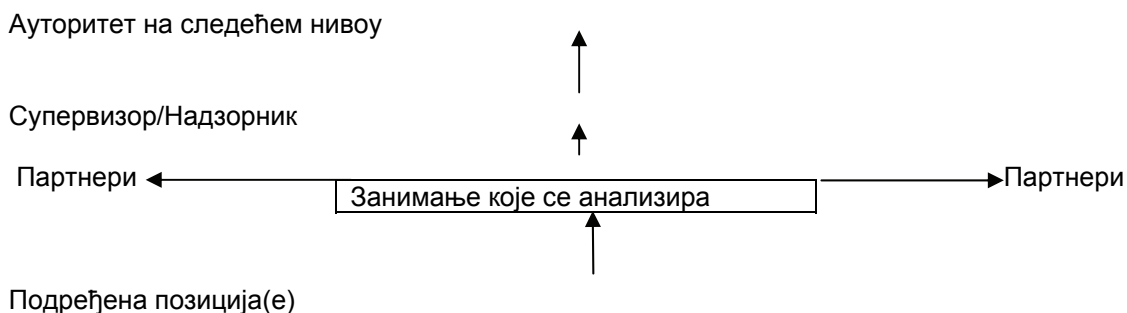 Ауторитет на следећем нивоу
Супервизор/Надзорник
Партнери
Партнери
Занимање које се анализира
Подређена позиција(е)